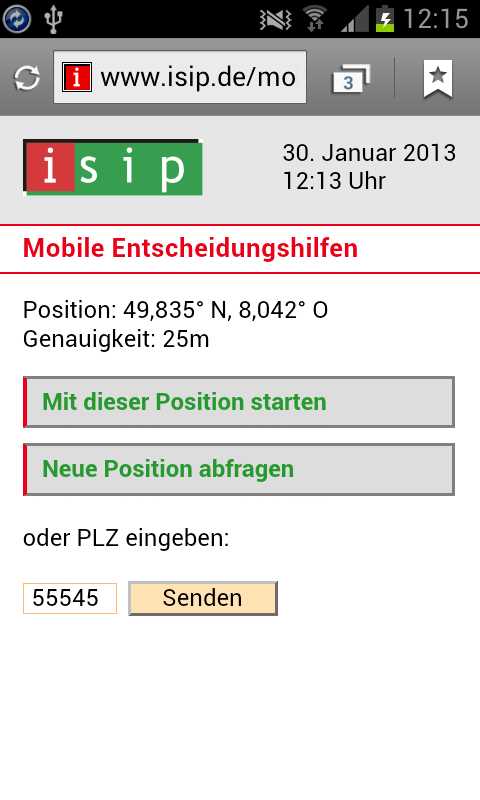 12:15
i www.isip.de/mo 3
isip
30. Januar 2013
12:13 Uhr
Mobile Entscheidungshilfen
Position: 49,835° N, 8,042° O
Genauigkeit: 25m
Mit dieser Position starten
Neue Position abfragen
oder PLZ eingeben:
55545 Senden